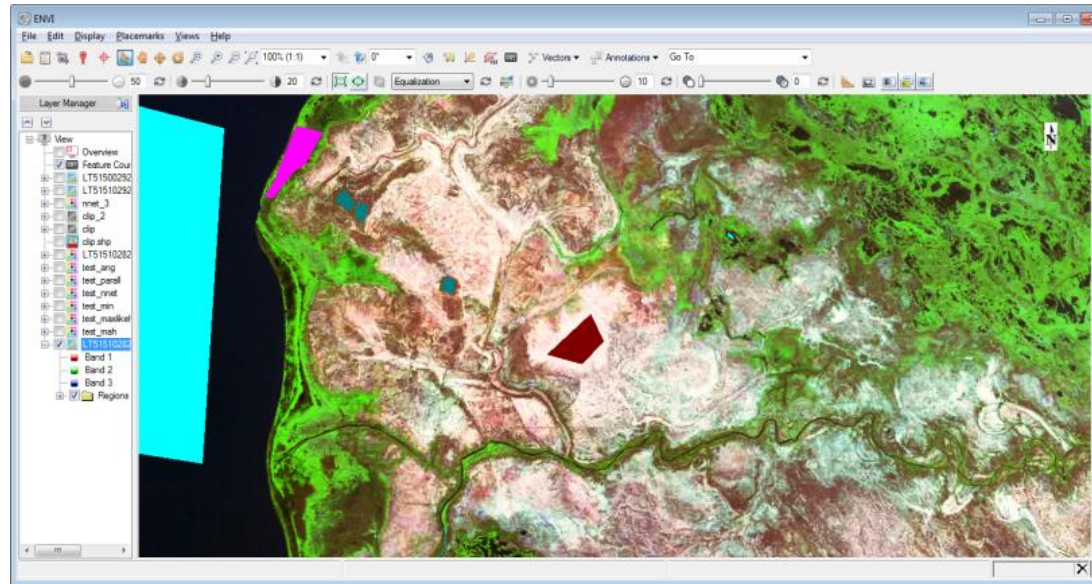 ENVI
File Edit Display Placemarks Views Help
100% (1:1) 0° Vectors Annotations Go To
50 20 Equalization 10 0
Layer Manager
View
Overview
Feature Cour
LT51500292
LT51510292
nnet_3
clip_2
clip
clip.shp
LT51510282
test_ang
test_parall
test_nnet
test_min
test_maxlikel
test_mah
LT51510282
Band 1
Band 2
Band 3
Regions
N